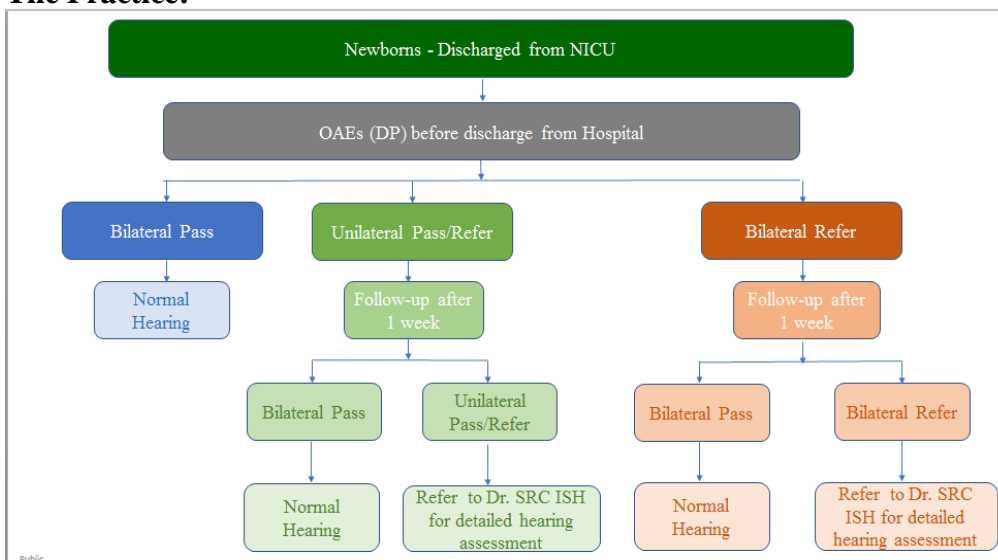 The Practice:
Newborns - Discharged from NICU
OAEs (DP) before discharge from Hospital
Bilateral Pass
Unilateral Pass/Refer
Bilateral Refer
Normal
Hearing
Follow-up after
1 week
Follow-up after
1 week
Bilateral Pass
Unilateral
Pass/Refer
Bilateral Pass
Bilateral Refer
Normal
Hearing
Refer to Dr. SRC ISH
for detailed hearing
assessment
Normal
Hearing
Refer to Dr. SRC
ISH for detailed
hearing assessment
Public